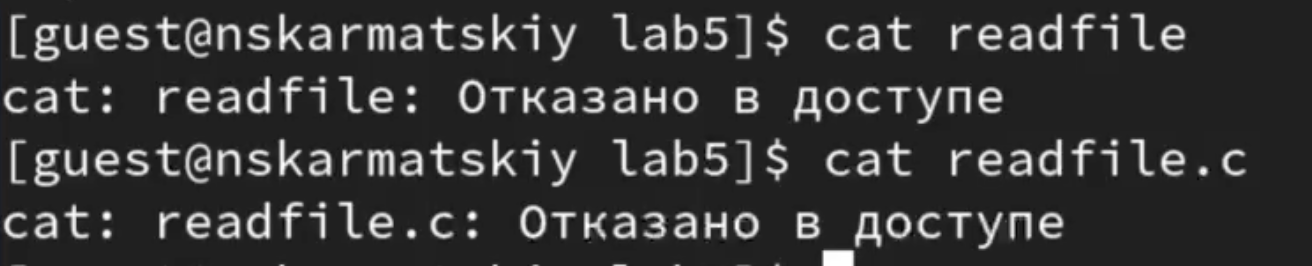 [guest@nskarmatskiy lab5]$ cat readfile
cat: readfile: Отказано в доступе
[guest@nskarmatskiy lab5]$ cat readfile.c
cat: readfile.c: Отказано в доступе